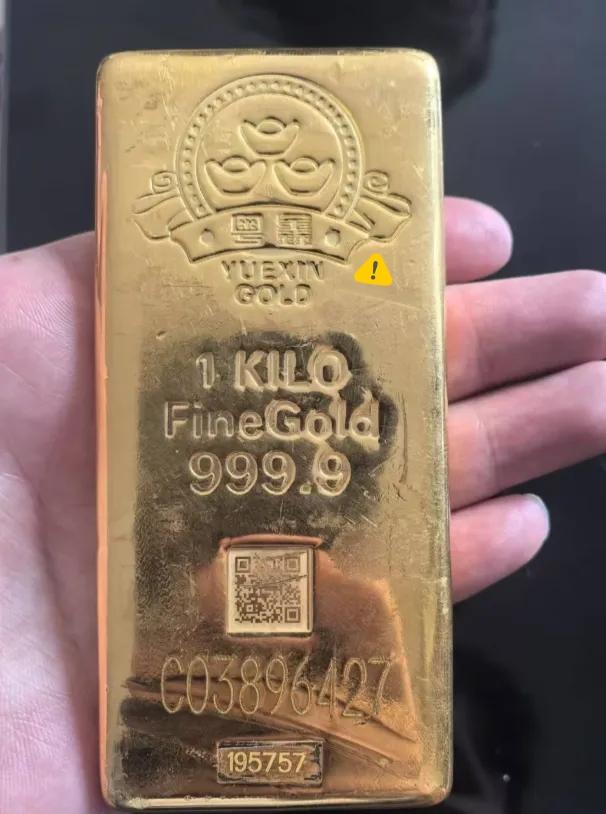 粤鑫
YUEXIN
GOLD
1 KILO
FineGold
999.9
C03896427
195757